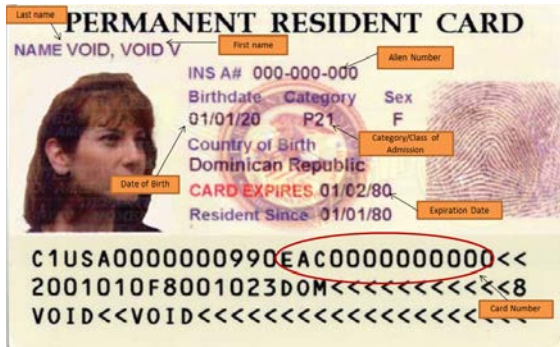 Last name
PERMANENT RESIDENT CARD
NAME VOID, VOID V
First name
Alien Number
INS A# 000-000-000
Birthdate Category Sex
01/01/20 P21 F
Category/Class of
Admission
Country of Birth
Dominican Republic
Date of Birth
CARD EXPIRES 01/02/80
Expiration Date
Resident Since 01/01/80
C1USA0000000990EAC0000000000<<
2001010F8001023DOM<<<<<<<<<<<8
Card Number
VOID<<VOID<<<<<<<<<<<<<<<<<<<<